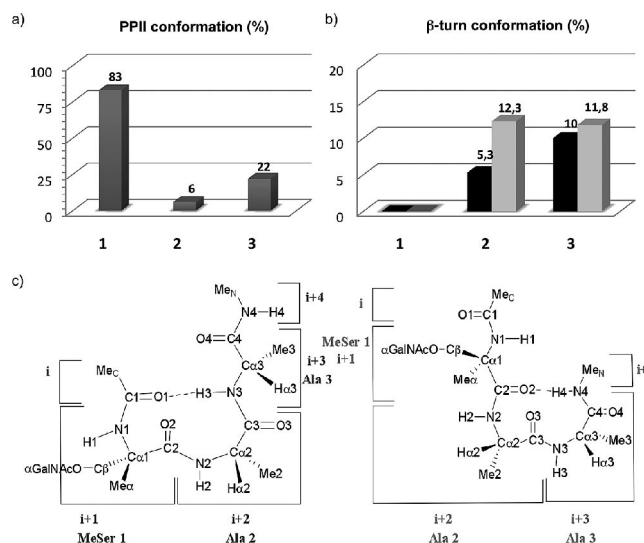 a)
PPII conformation (%)
100
75
50
25
0
83
6
22
1 2 3
b)
β-turn conformation (%)
20
15
10
5
0
5,3
12,3
10
11,8
1 2 3
c)
i
MeC
C1 O1
N1
H1
αGalNAcO Cβ Cα1
Meα
O2
C2
N2
H2
Cα2
Hα2
Me2
C3 O3
H3 N3
Cα3
Me3
Hα3
O4 C4
N4 H4
MeN
i+4
i+3
Ala 3
i+1
MeSer 1
i+2
Ala 2
i
MeC
O1 C1
N1 H1
MeSer 1
i+1
αGalNAcO Cβ
Cα1
Meα
C2 O2
H2 N2
Cα2
Hα2
Me2
O3
C3
N3
H3
Cα3
Hα3
Me3
C4 O4
H4 N4
MeN
i+2
Ala 2
i+3
Ala 3